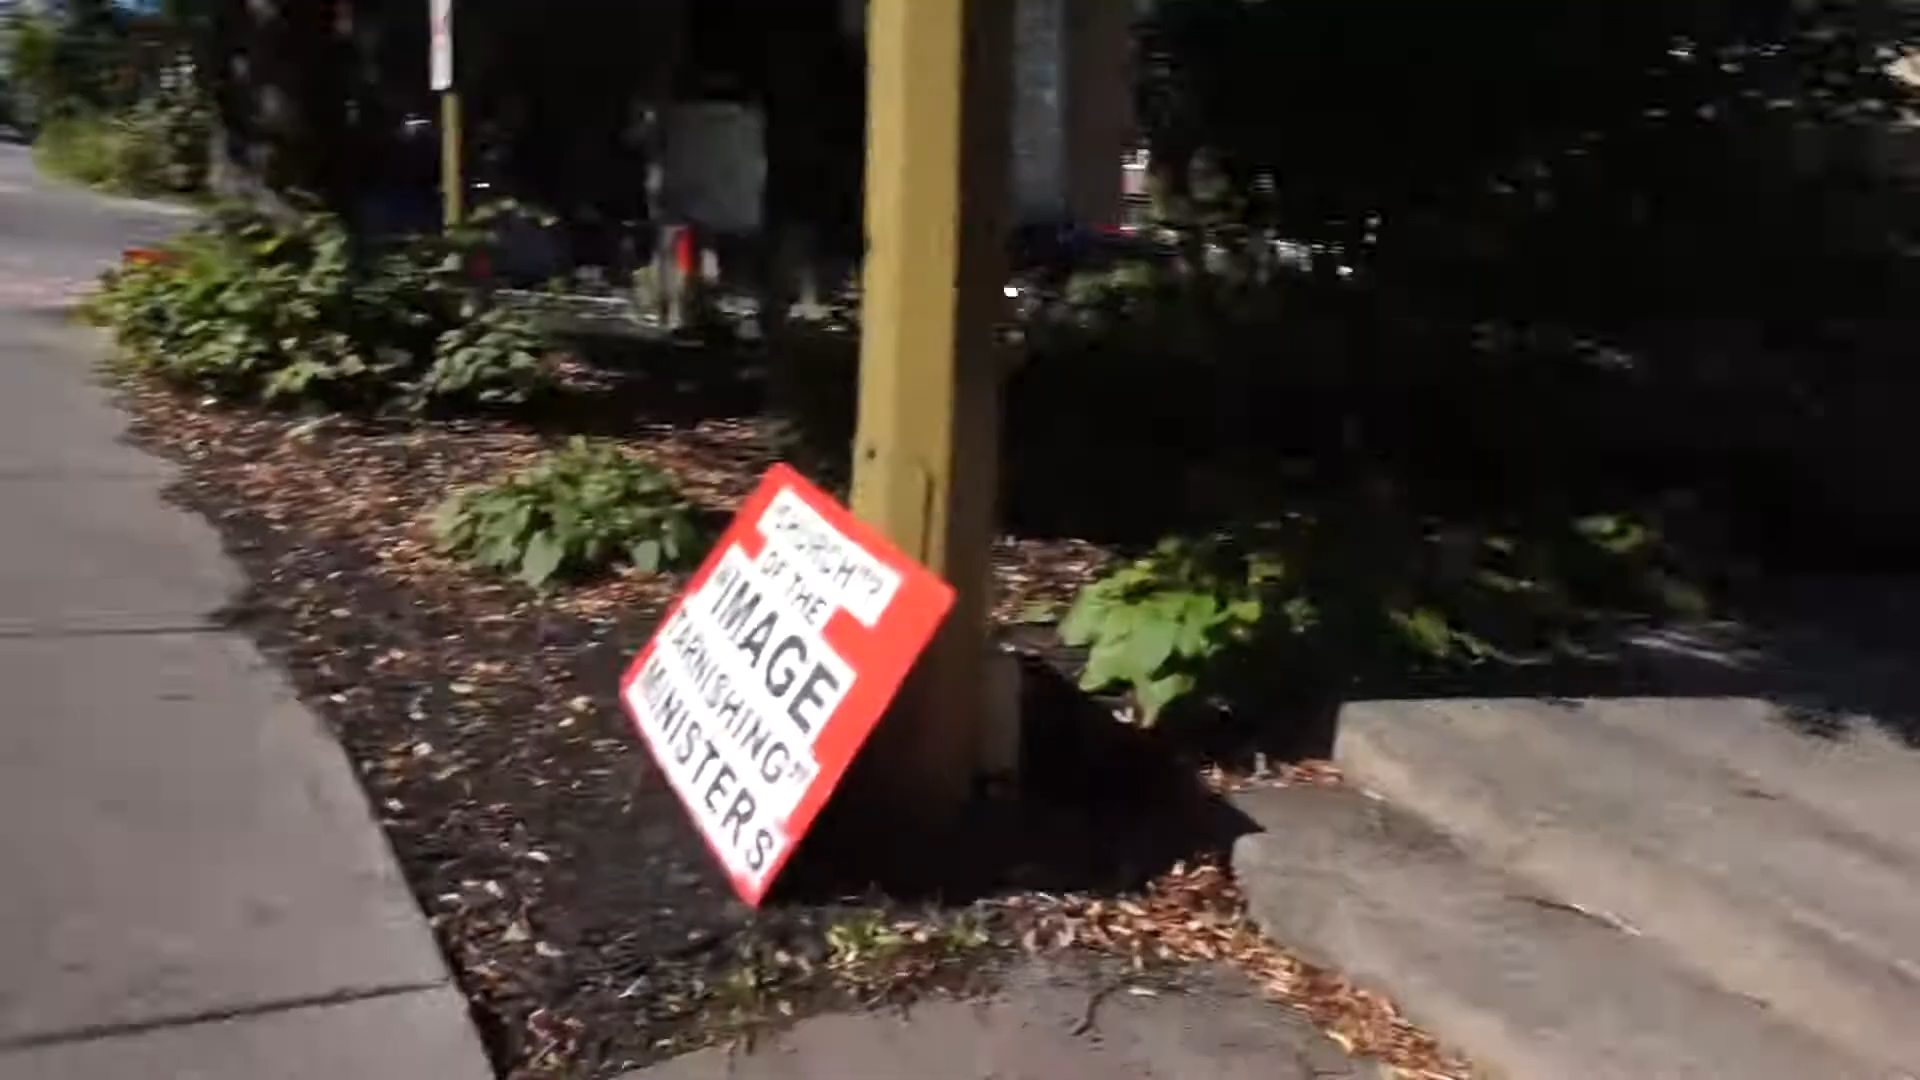 "CHURCH
OF THE
"IMAGE
TARNISHING"
MINISTERS